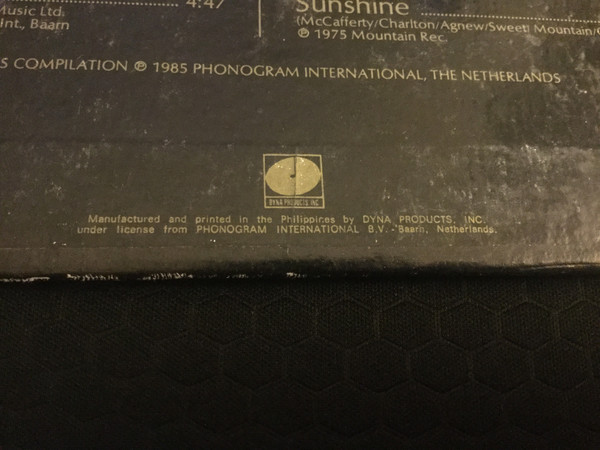 Music Ltd.
Int., Baarn
4:47
Sunshine
(McCafferty/Charlton/Agnew/Sweet) Mountain/
℗ 1975 Mountain Rec.
S COMPILATION ℗ 1985 PHONOGRAM INTERNATIONAL, THE NETHERLANDS
DYNA PRODUCTS INC
Manufactured and printed in the Philippines by DYNA PRODUCTS, INC.
under license from PHONOGRAM INTERNATIONAL B.V. - Baarn, Netherlands.